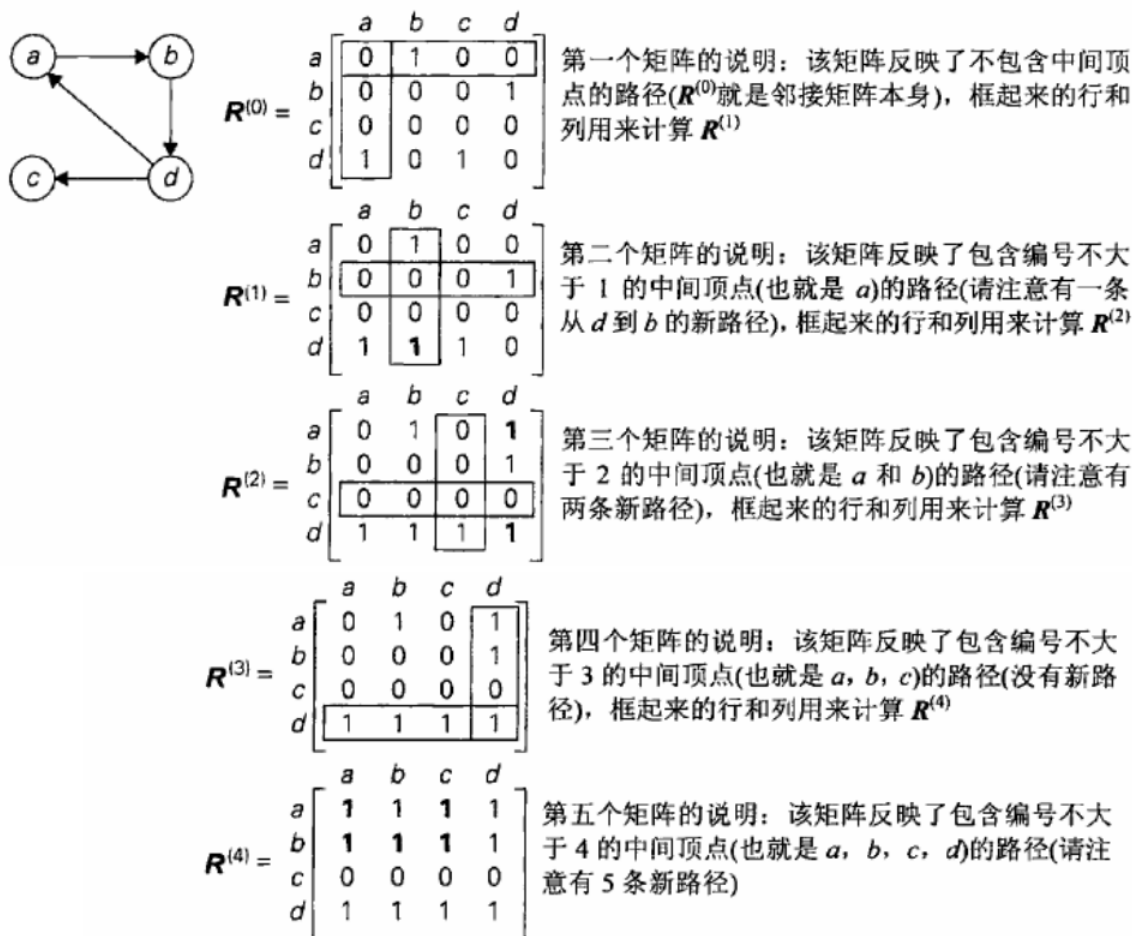 a b c d
a 0 1 0 0
b 0 0 0 1
c 0 0 0 0
d 1 0 1 0
R(0) =
a b
c d
第一个矩阵的说明：该矩阵反映了不包含中间顶
点的路径(R(0)就是邻接矩阵本身)，框起来的行和
列用来计算 R(1)
a b c d
a 0 1 0 0
b 0 0 0 1
c 0 0 0 0
d 1 1 1 0
R(1) =
第二个矩阵的说明：该矩阵反映了包含编号不大
于 1 的中间顶点(也就是 a)的路径(请注意有一条
从 d 到 b 的新路径)，框起来的行和列用来计算 R(2)
a b c d
a 0 1 0 1
b 0 0 0 1
c 0 0 0 0
d 1 1 1 1
R(2) =
第三个矩阵的说明：该矩阵反映了包含编号不大
于 2 的中间顶点(也就是 a 和 b)的路径(请注意有
两条新路径)，框起来的行和列用来计算 R(3)
a b c d
a 0 1 0 1
b 0 0 0 1
c 0 0 0 0
d 1 1 1 1
R(3) =
第四个矩阵的说明：该矩阵反映了包含编号不大
于 3 的中间顶点(也就是 a，b，c)的路径(没有新路
径)，框起来的行和列用来计算 R(4)
a b c d
a 1 1 1 1
b 1 1 1 1
c 0 0 0 0
d 1 1 1 1
R(4) =
第五个矩阵的说明：该矩阵反映了包含编号不大
于 4 的中间顶点(也就是 a，b，c，d)的路径(请注
意有 5 条新路径)